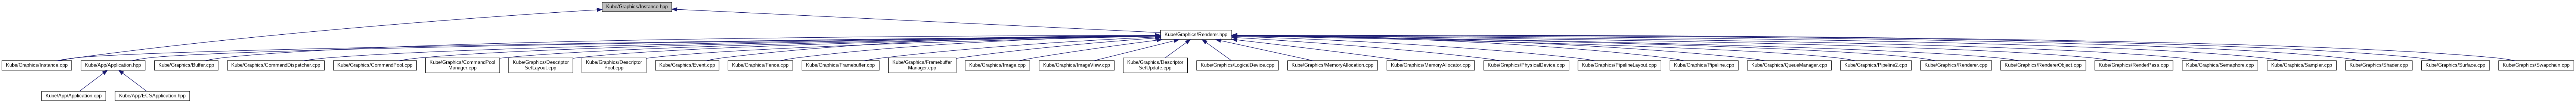 Kube/Graphics/Instance.hpp
Kube/Graphics/Renderer.hpp
Kube/Graphics/Instance.cpp
Kube/App/Application.hpp
Kube/Graphics/Buffer.cpp
Kube/Graphics/CommandDispatcher.cpp
Kube/Graphics/CommandPool.cpp
Kube/Graphics/CommandPool
Manager.cpp
Kube/Graphics/Descriptor
SetLayout.cpp
Kube/Graphics/Descriptor
Pool.cpp
Kube/Graphics/Event.cpp
Kube/Graphics/Fence.cpp
Kube/Graphics/Framebuffer.cpp
Kube/Graphics/Framebuffer
Manager.cpp
Kube/Graphics/Image.cpp
Kube/Graphics/ImageView.cpp
Kube/Graphics/Descriptor
SetUpdate.cpp
Kube/Graphics/LogicalDevice.cpp
Kube/Graphics/MemoryAllocation.cpp
Kube/Graphics/MemoryAllocator.cpp
Kube/Graphics/PhysicalDevice.cpp
Kube/Graphics/PipelineLayout.cpp
Kube/Graphics/Pipeline.cpp
Kube/Graphics/QueueManager.cpp
Kube/Graphics/Pipeline2.cpp
Kube/Graphics/Renderer.cpp
Kube/Graphics/RendererObject.cpp
Kube/Graphics/RenderPass.cpp
Kube/Graphics/Semaphore.cpp
Kube/Graphics/Sampler.cpp
Kube/Graphics/Shader.cpp
Kube/Graphics/Surface.cpp
Kube/Graphics/Swapchain.cpp
Kube/App/Application.cpp
Kube/App/ECSApplication.hpp